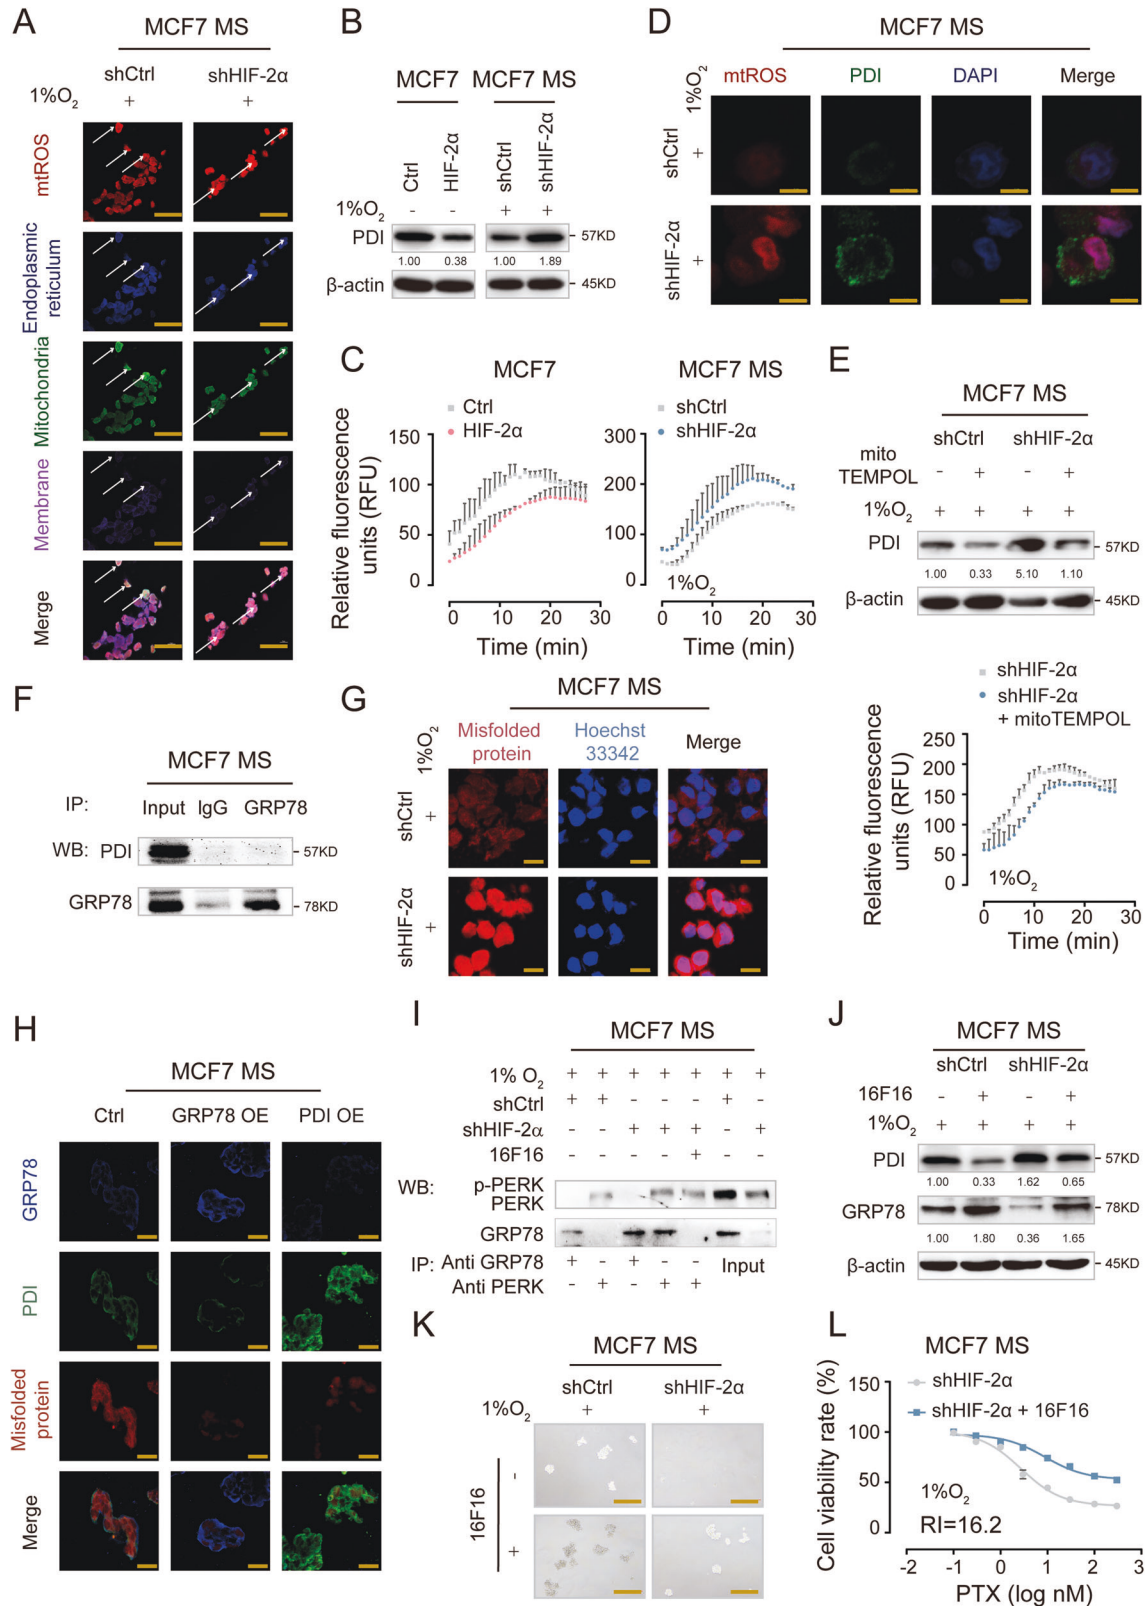 A
MCF7 MS
shCtrl shHIF-2α
1%O2 + +
mtROS
Endoplasmic reticulum
Mitochondria
Membrane
Merge
B
MCF7 MCF7 MS
Ctrl HIF-2α shCtrl shHIF-2α
1%O2 - - + +
PDI 57KD
1.00 0.38 1.00 1.89
β-actin 45KD
C
MCF7
Ctrl
HIF-2α
Relative fluorescence units (RFU)
150
100
50
0
0 10 20 30
Time (min)
MCF7 MS
shCtrl
shHIF-2α
300
200
100
0
1%O2
0 10 20 30
Time (min)
D
MCF7 MS
1%O2 mtROS PDI DAPI Merge
shCtrl +
shHIF-2α +
E
MCF7 MS
shCtrl shHIF-2α
mito TEMPOL - + - +
1%O2 + + + +
PDI 57KD
1.00 0.33 5.10 1.10
β-actin 45KD
shHIF-2α
shHIF-2α + mitoTEMPOL
Relative fluorescence units (RFU)
250
200
150
100
50
0
1%O2
0 10 20 30
Time (min)
F
MCF7 MS
IP: Input IgG GRP78
WB: PDI 57KD
GRP78 78KD
G
MCF7 MS
1%O2 Misfolded protein Hoechst 33342 Merge
shCtrl +
shHIF-2α +
H
MCF7 MS
Ctrl GRP78 OE PDI OE
GRP78
PDI
Misfolded protein
Merge
I
MCF7 MS
1% O2 + + + + + + +
shCtrl + + - - - + -
shHIF-2α - - + + + - +
16F16 - - - - + - -
WB: p-PERK
PERK
GRP78
IP: Anti GRP78 + - + - - Input
Anti PERK - + - + +
J
MCF7 MS
shCtrl shHIF-2α
16F16 - + - +
1%O2 + + + +
PDI 57KD
1.00 0.33 1.62 0.65
GRP78 78KD
1.00 1.80 0.36 1.65
β-actin 45KD
K
MCF7 MS
shCtrl shHIF-2α
1%O2 + +
16F16 - +
L
MCF7 MS
shHIF-2α
shHIF-2α + 16F16
Cell viability rate (%)
150
100
50
0
1%O2
RI=16.2
-2 -1 0 1 2 3
PTX (log nM)